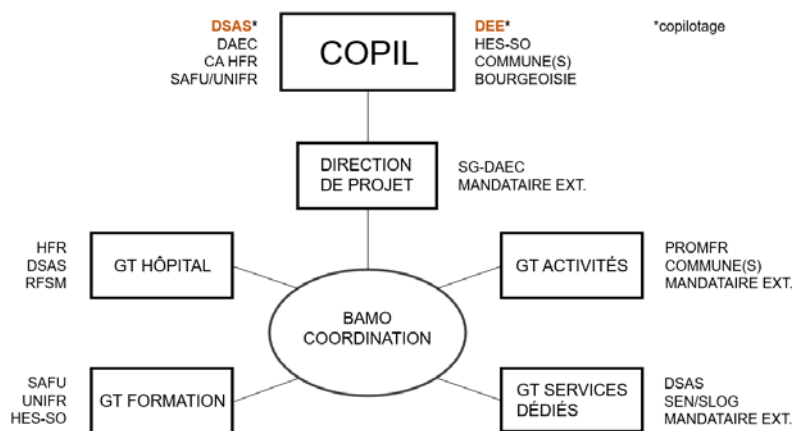 DSAS*
DAEC
CA HFR
SAFU/UNIFR
COPIL
DEE*
HES-SO
COMMUNE(S)
BOURGEOISIE
*copilotage
DIRECTION
DE PROJET
SG-DAEC
MANDATAIRE EXT.
HFR
DSAS
RFSM
GT HÔPITAL
GT ACTIVITÉS
PROMFR
COMMUNE(S)
MANDATAIRE EXT.
BAMO
COORDINATION
SAFU
UNIFR
HES-SO
GT FORMATION
GT SERVICES
DÉDIÉS
DSAS
SEN/SLOG
MANDATAIRE EXT.